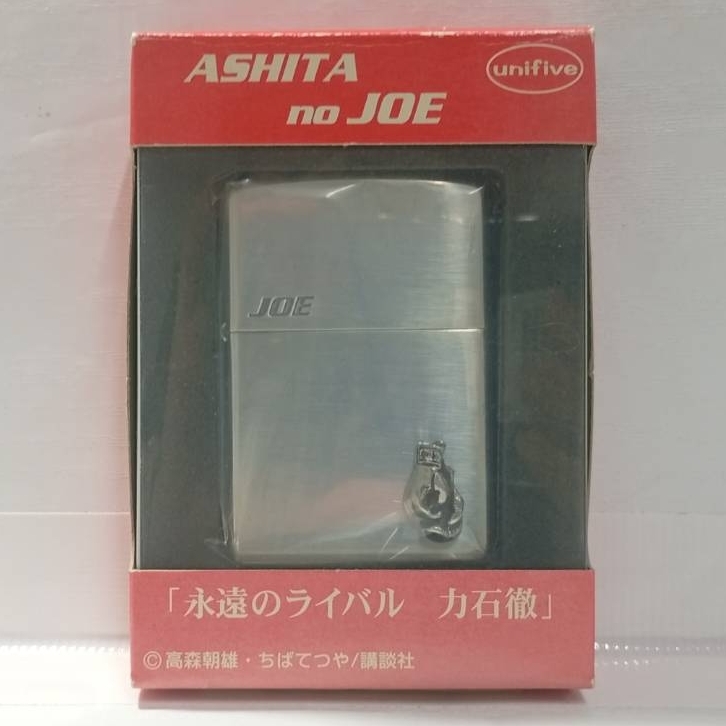 ASHITA
no JOE
unifive
JOE
「永遠のライバル　力石徹」
©高森朝雄・ちばてつや/講談社